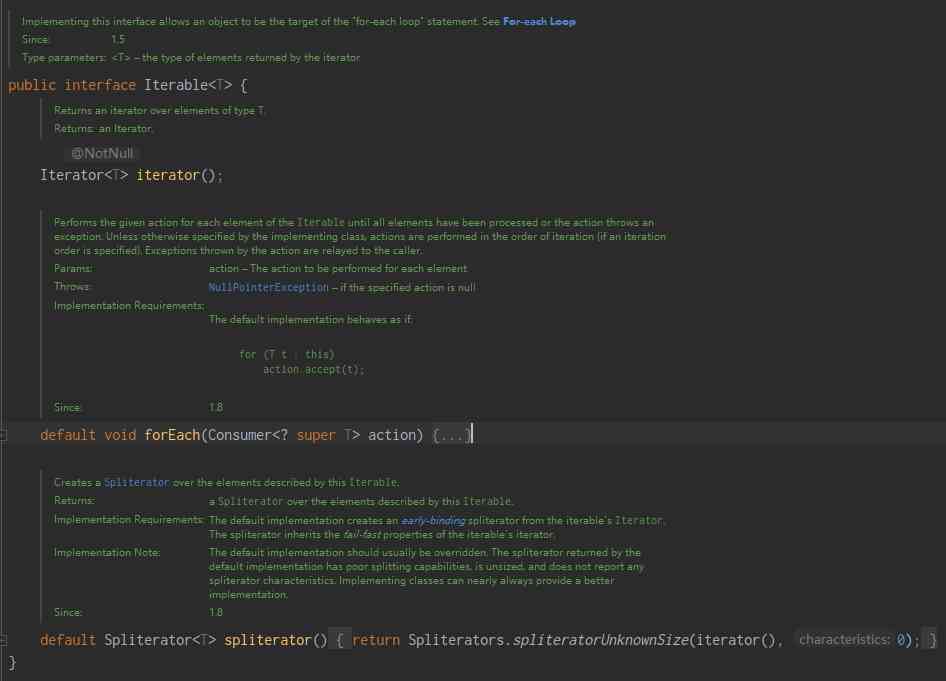 Implementing this interface allows an object to be the target of the "for-each loop" statement. See For-each Loop
Since: 1.5
Type parameters: <T> – the type of elements returned by the iterator
public interface Iterable<T> {
Returns an iterator over elements of type T.
Returns: an Iterator.
@NotNull
Iterator<T> iterator();
Performs the given action for each element of the Iterable until all elements have been processed or the action throws an
exception. Unless otherwise specified by the implementing class, actions are performed in the order of iteration (if an iteration
order is specified). Exceptions thrown by the action are relayed to the caller.
Params: action – The action to be performed for each element
Throws: NullPointerException – if the specified action is null
Implementation Requirements:
The default implementation behaves as if:
for (T t : this)
action.accept(t);
Since: 1.8
default void forEach(Consumer<? super T> action) {...}
Creates a Spliterator over the elements described by this Iterable.
Returns: a Spliterator over the elements described by this Iterable.
Implementation Requirements: The default implementation creates an early-binding spliterator from the iterable's Iterator.
The spliterator inherits the fail-fast properties of the iterable's iterator.
Implementation Note: The default implementation should usually be overridden. The spliterator returned by the
default implementation has poor splitting capabilities, is unsized, and does not report any
spliterator characteristics. Implementing classes can nearly always provide a better
implementation.
Since: 1.8
default Spliterator<T> spliterator() { return Spliterators.spliteratorUnknownSize(iterator(), characteristics: 0); }
}